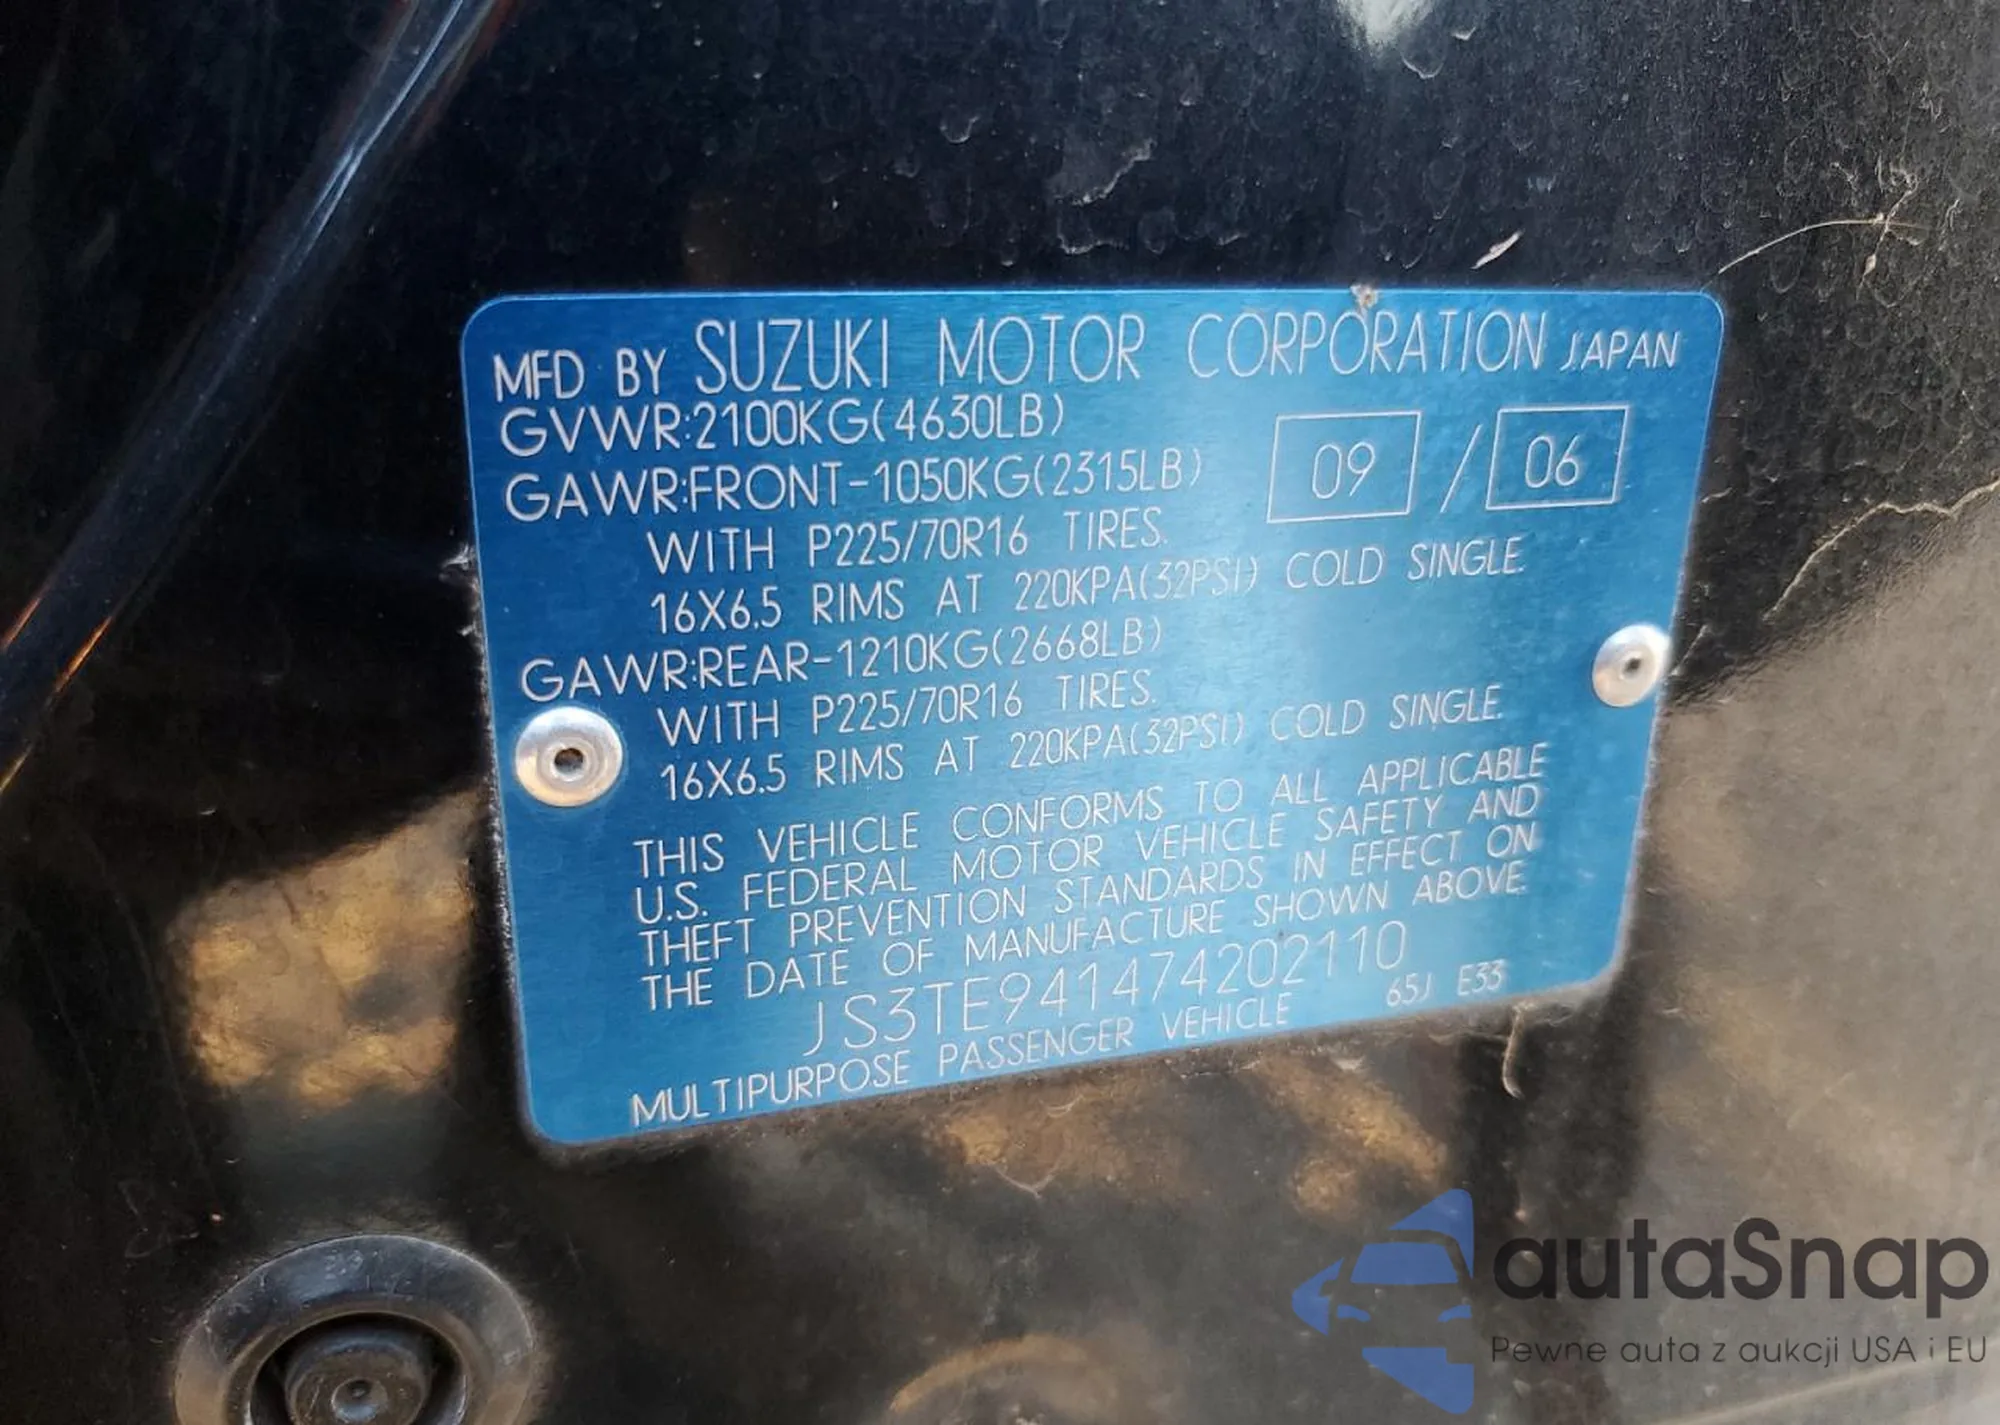 MFD BY SUZUKI MOTOR CORPORATION JAPAN
GVWR:2100KG(4630LB)
09 / 06
GAWR:FRONT-1050KG(2315LB)
WITH P225/70R16 TIRES.
16X6.5 RIMS AT 220KPA(32PSI) COLD SINGLE.
GAWR:REAR-1210KG(2668LB)
WITH P225/70R16 TIRES.
16X6.5 RIMS AT 220KPA(32PSI) COLD SINGLE.
THIS VEHICLE CONFORMS TO ALL APPLICABLE
U.S. FEDERAL MOTOR VEHICLE SAFETY AND
THEFT PREVENTION STANDARDS IN EFFECT ON
THE DATE OF MANUFACTURE SHOWN ABOVE.
JS3TE941474202110
MULTIPURPOSE PASSENGER VEHICLE 65J E33
autaSnap
Pewne auta z aukcji USA i EU